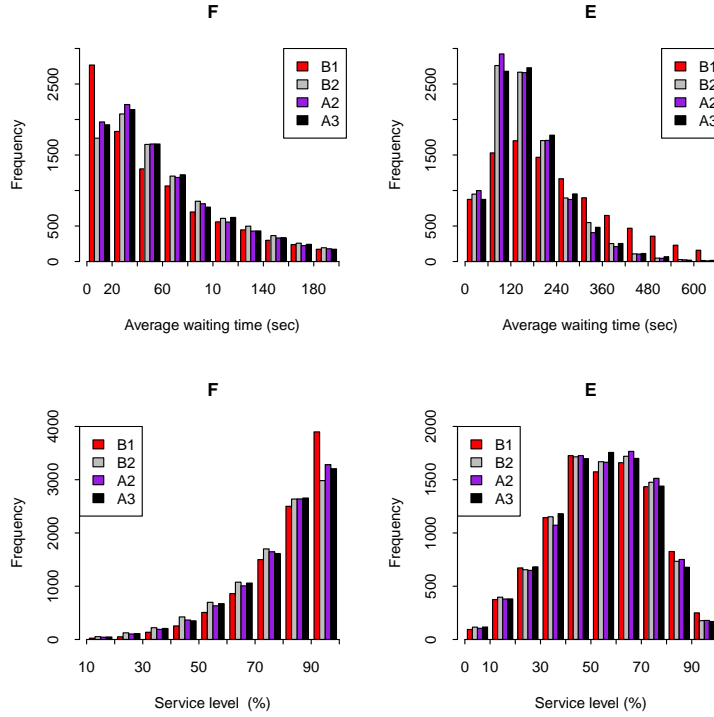 F
Frequency
2500
1500
500
0
B1
B2
A2
A3
0 20 60 10 140 180
Average waiting time (sec)
E
Frequency
2500
1500
500
0
B1
B2
A2
A3
0 120 240 360 480 600
Average waiting time (sec)
F
Frequency
4000
3000
2000
1000
0
B1
B2
A2
A3
10 30 50 70 90
Service level (%)
E
Frequency
2000
1500
1000
500
0
B1
B2
A2
A3
0 10 30 50 70 90
Service level (%)